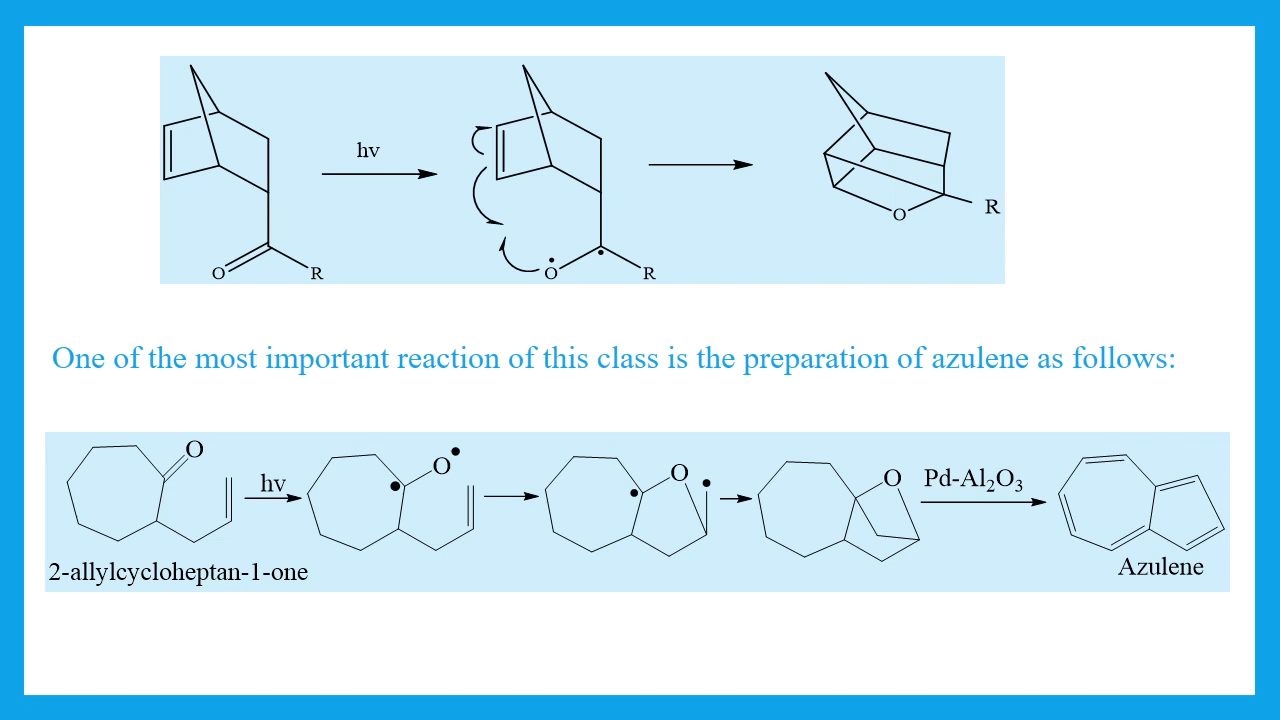 hv
O R
O R
O R
One of the most important reaction of this class is the preparation of azulene as follows:
O O O O
hv Pd-Al₂O₃
2-allylcycloheptan-1-one Azulene